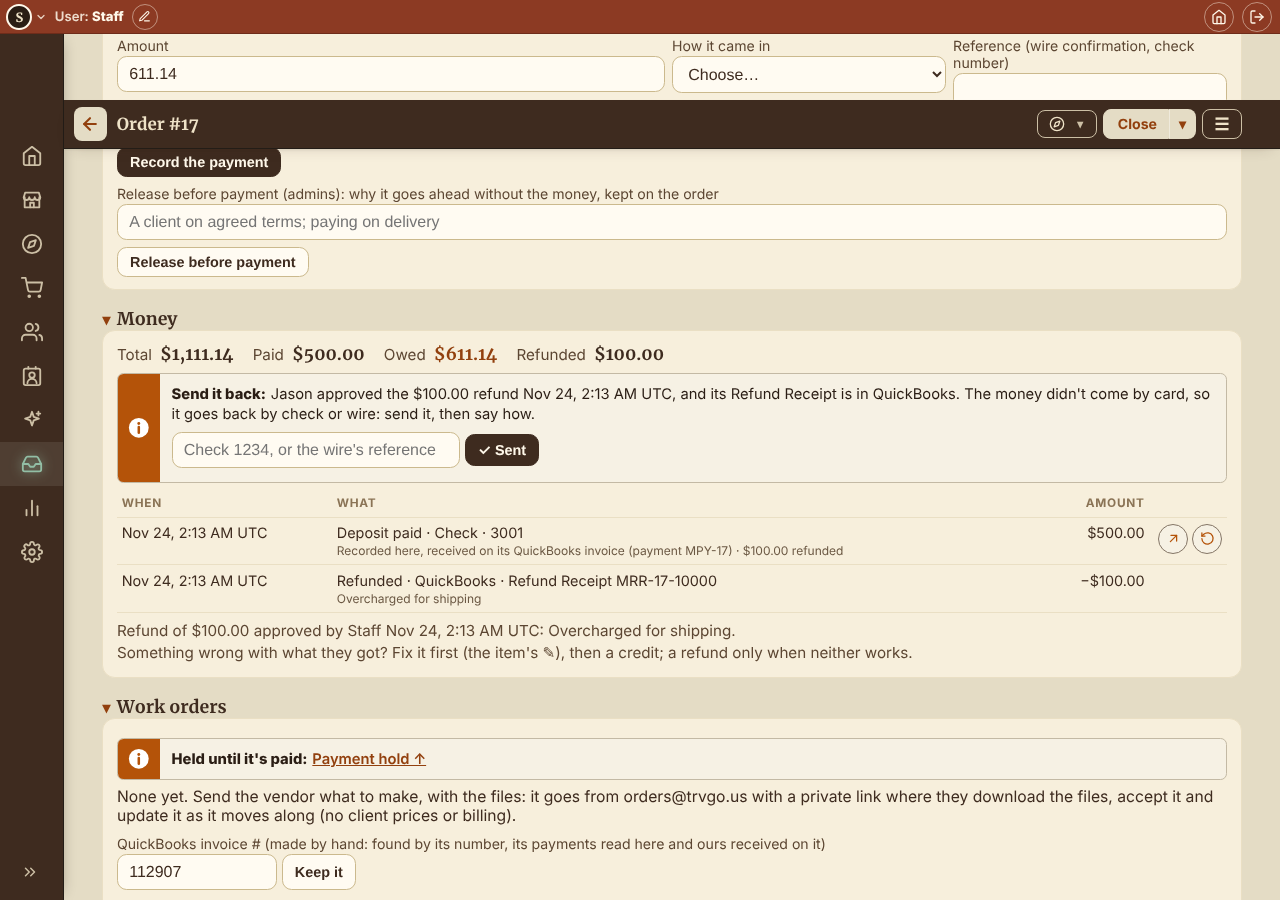 S
User: Staff
Amount
How it came in
Reference (wire confirmation, check number)
611.14
Choose...
Order #17
Close
Record the payment
Release before payment (admins): why it goes ahead without the money, kept on the order
A client on agreed terms; paying on delivery
Release before payment
▾ Money
Total $1,111.14 Paid $500.00 Owed $611.14 Refunded $100.00
Send it back: Jason approved the $100.00 refund Nov 24, 2:13 AM UTC, and its Refund Receipt is in QuickBooks. The money didn't come by card, so
it goes back by check or wire: send it, then say how.
Check 1234, or the wire's reference
✓ Sent
WHEN WHAT AMOUNT
Nov 24, 2:13 AM UTC Deposit paid · Check · 3001 $500.00
Recorded here, received on its QuickBooks invoice (payment MPY-17) · $100.00 refunded
Nov 24, 2:13 AM UTC Refunded · QuickBooks · Refund Receipt MRR-17-10000 −$100.00
Overcharged for shipping
Refund of $100.00 approved by Staff Nov 24, 2:13 AM UTC: Overcharged for shipping.
Something wrong with what they got? Fix it first (the item's ✎), then a credit; a refund only when neither works.
▾ Work orders
Held until it's paid: Payment hold ↑
None yet. Send the vendor what to make, with the files: it goes from orders@trvgo.us with a private link where they download the files, accept it and
update it as it moves along (no client prices or billing).
QuickBooks invoice # (made by hand: found by its number, its payments read here and ours received on it)
112907
Keep it